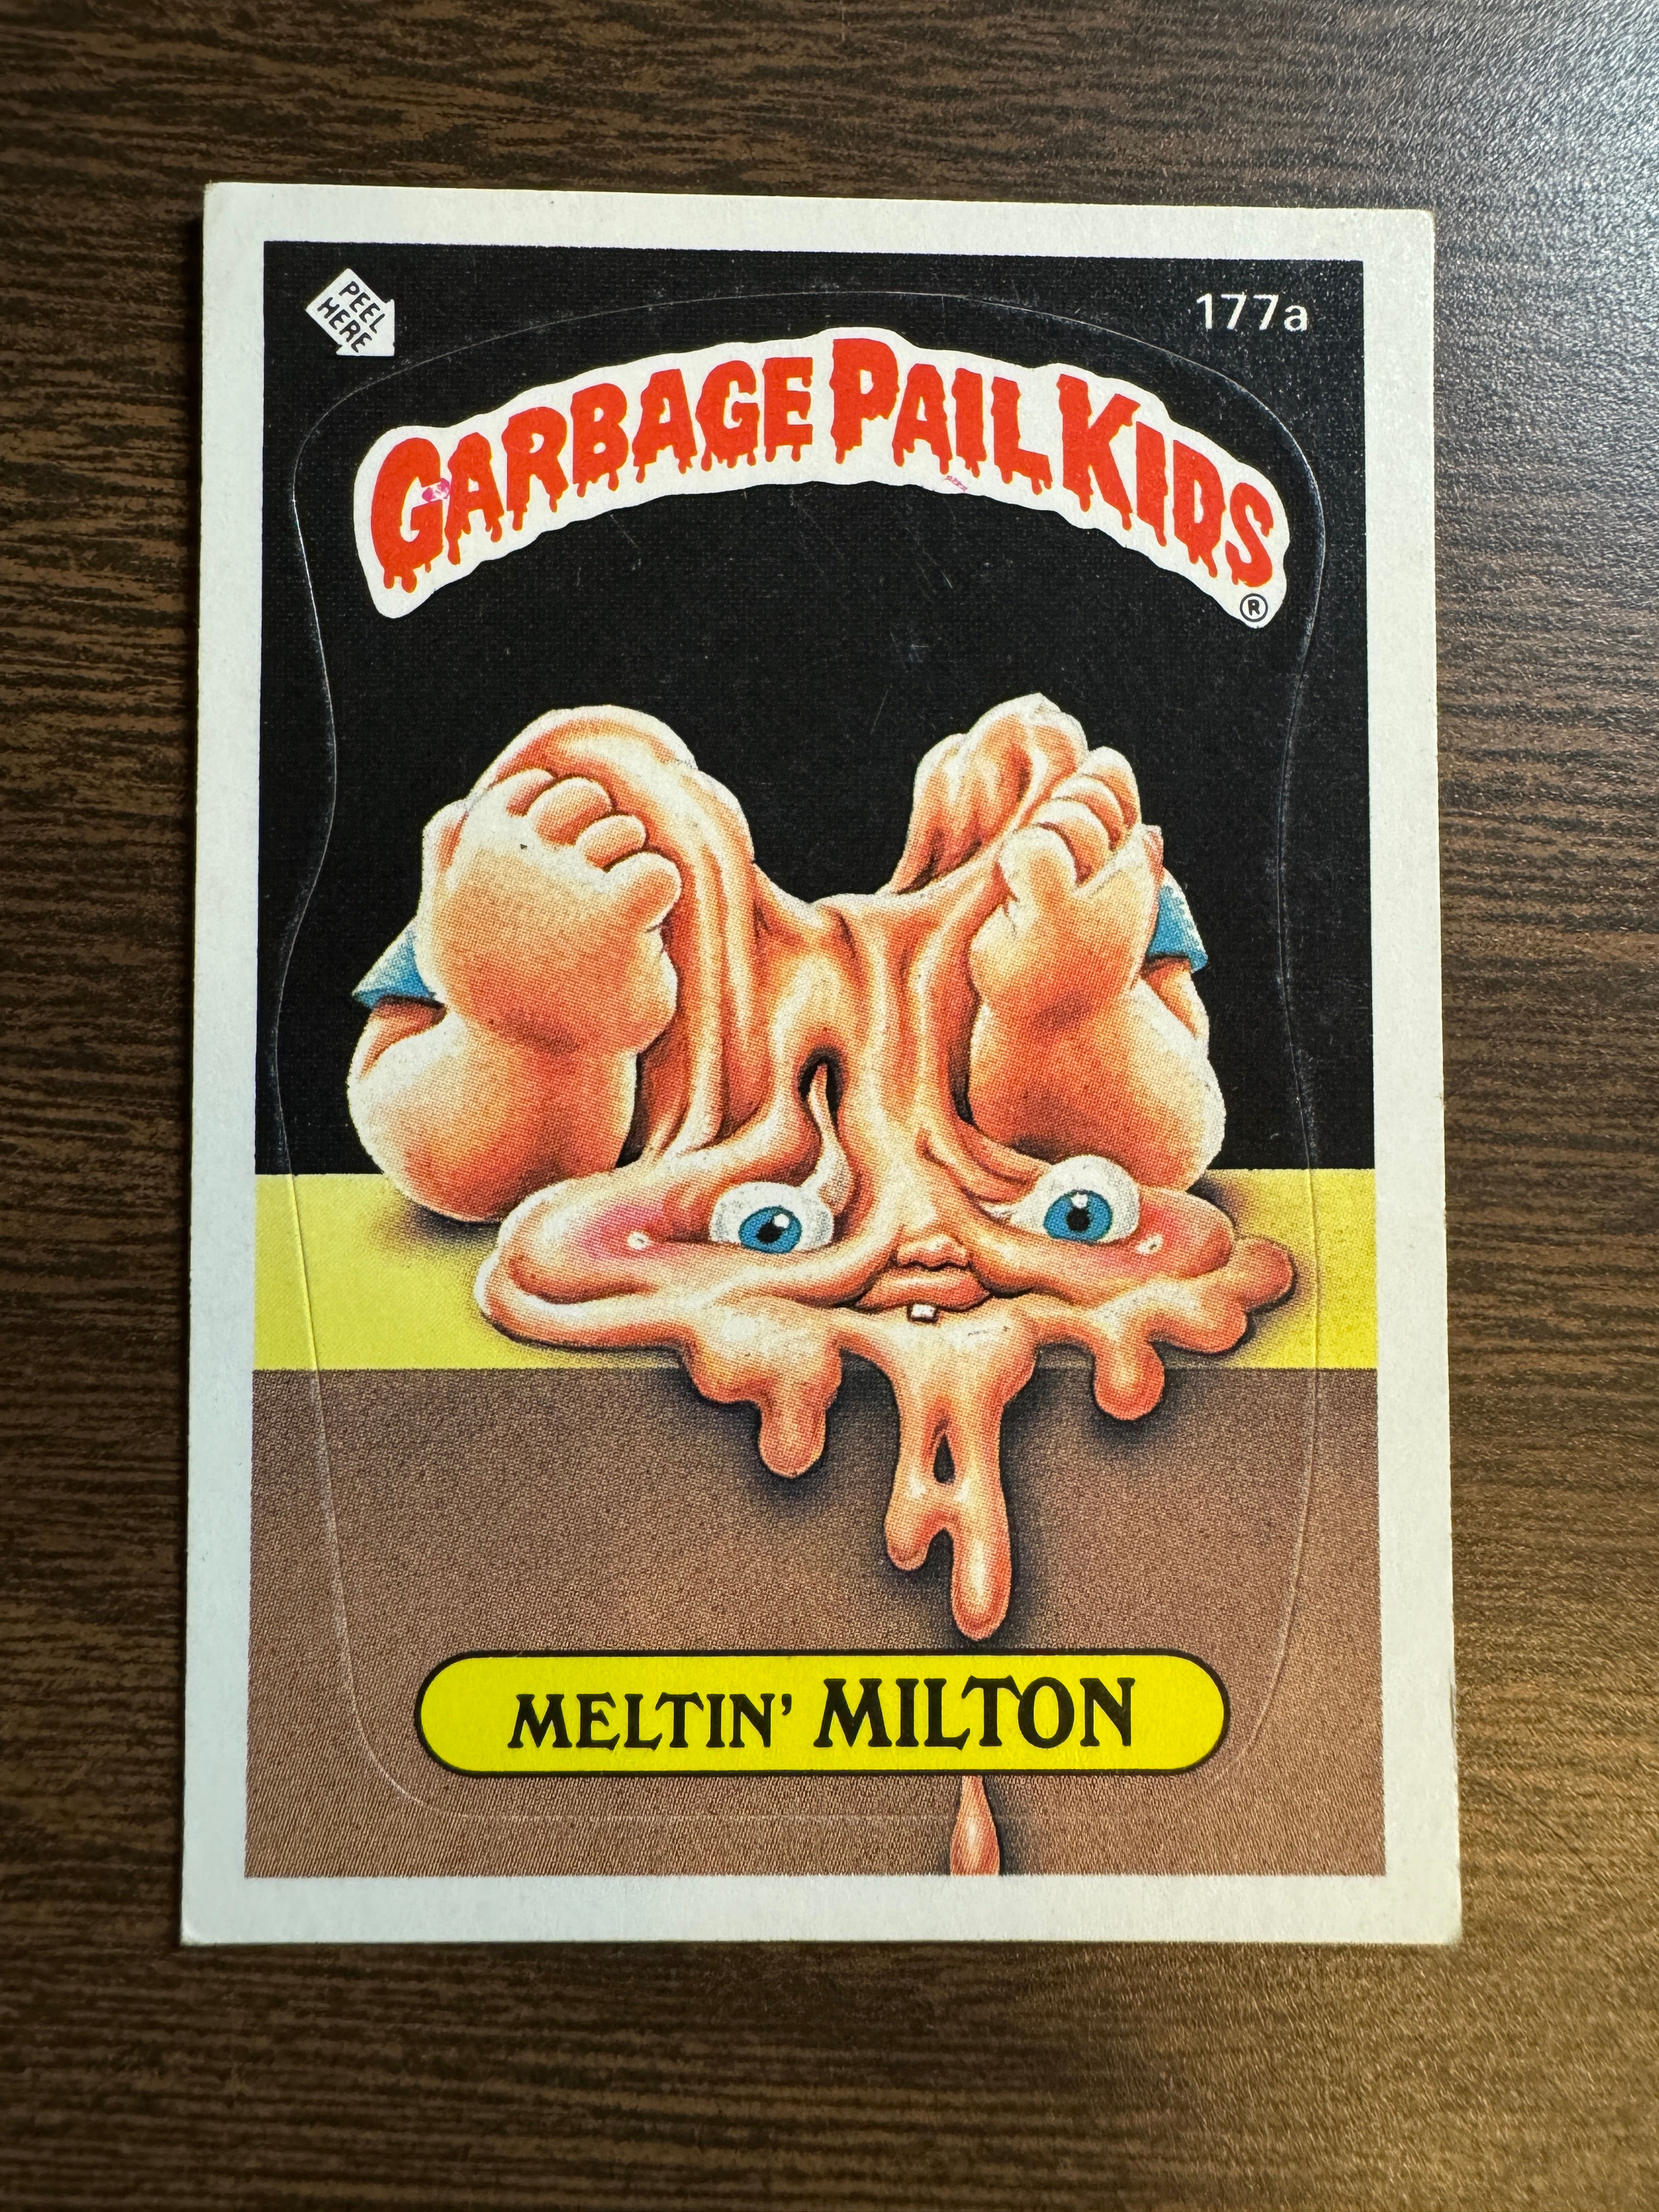 PEEL
HERE
177a
GARBAGE PAIL KIDS
®
MELTIN' MILTON